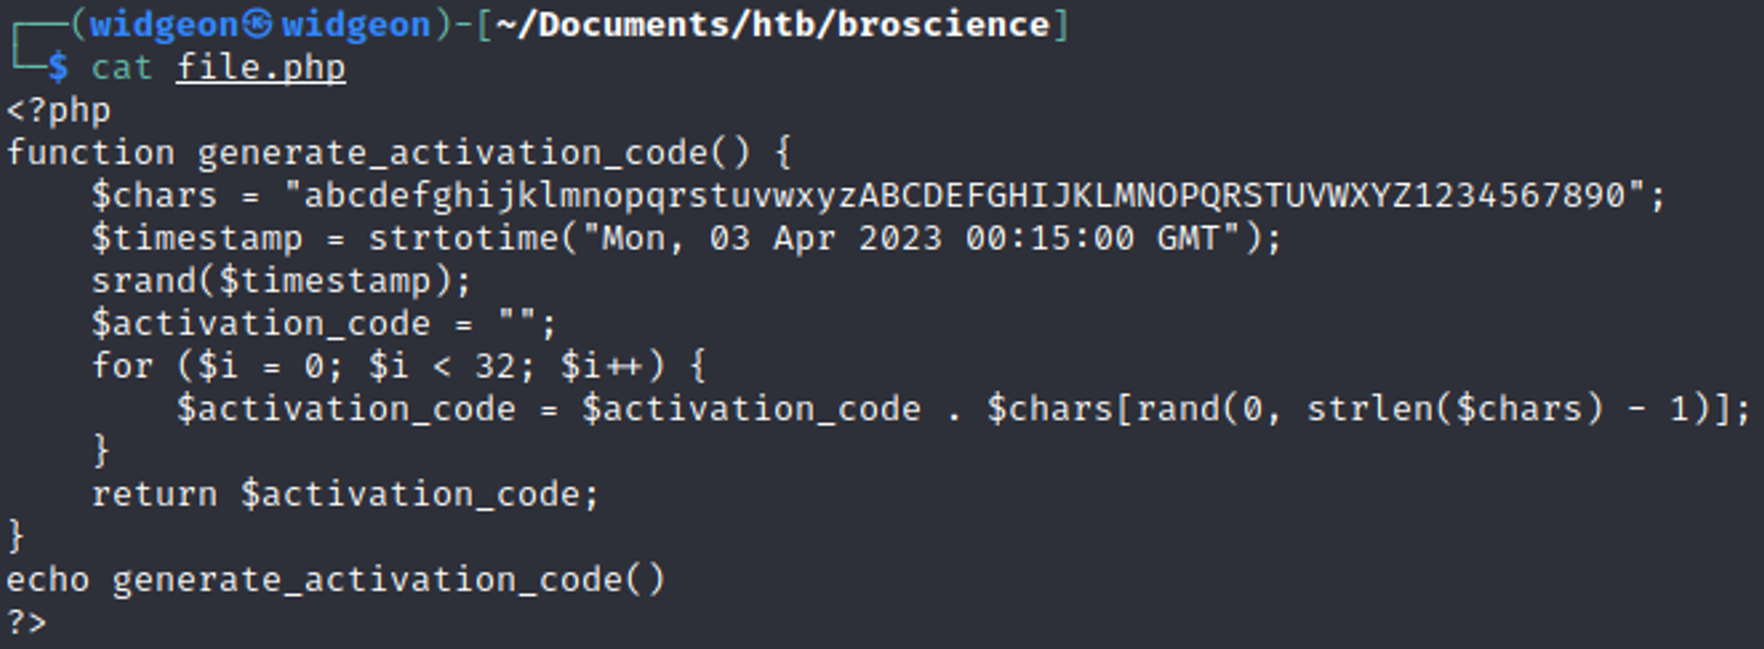 ┌──(widgeon㉿widgeon)-[~/Documents/htb/broscience]
└─$ cat file.php
<?php
function generate_activation_code() {
    $chars = "abcdefghijklmnopqrstuvwxyzABCDEFGHIJKLMNOPQRSTUVWXYZ1234567890";
    $timestamp = strtotime("Mon, 03 Apr 2023 00:15:00 GMT");
    srand($timestamp);
    $activation_code = "";
    for ($i = 0; $i < 32; $i++) {
        $activation_code = $activation_code . $chars[rand(0, strlen($chars) - 1)];
    }
    return $activation_code;
}
echo generate_activation_code()
?>